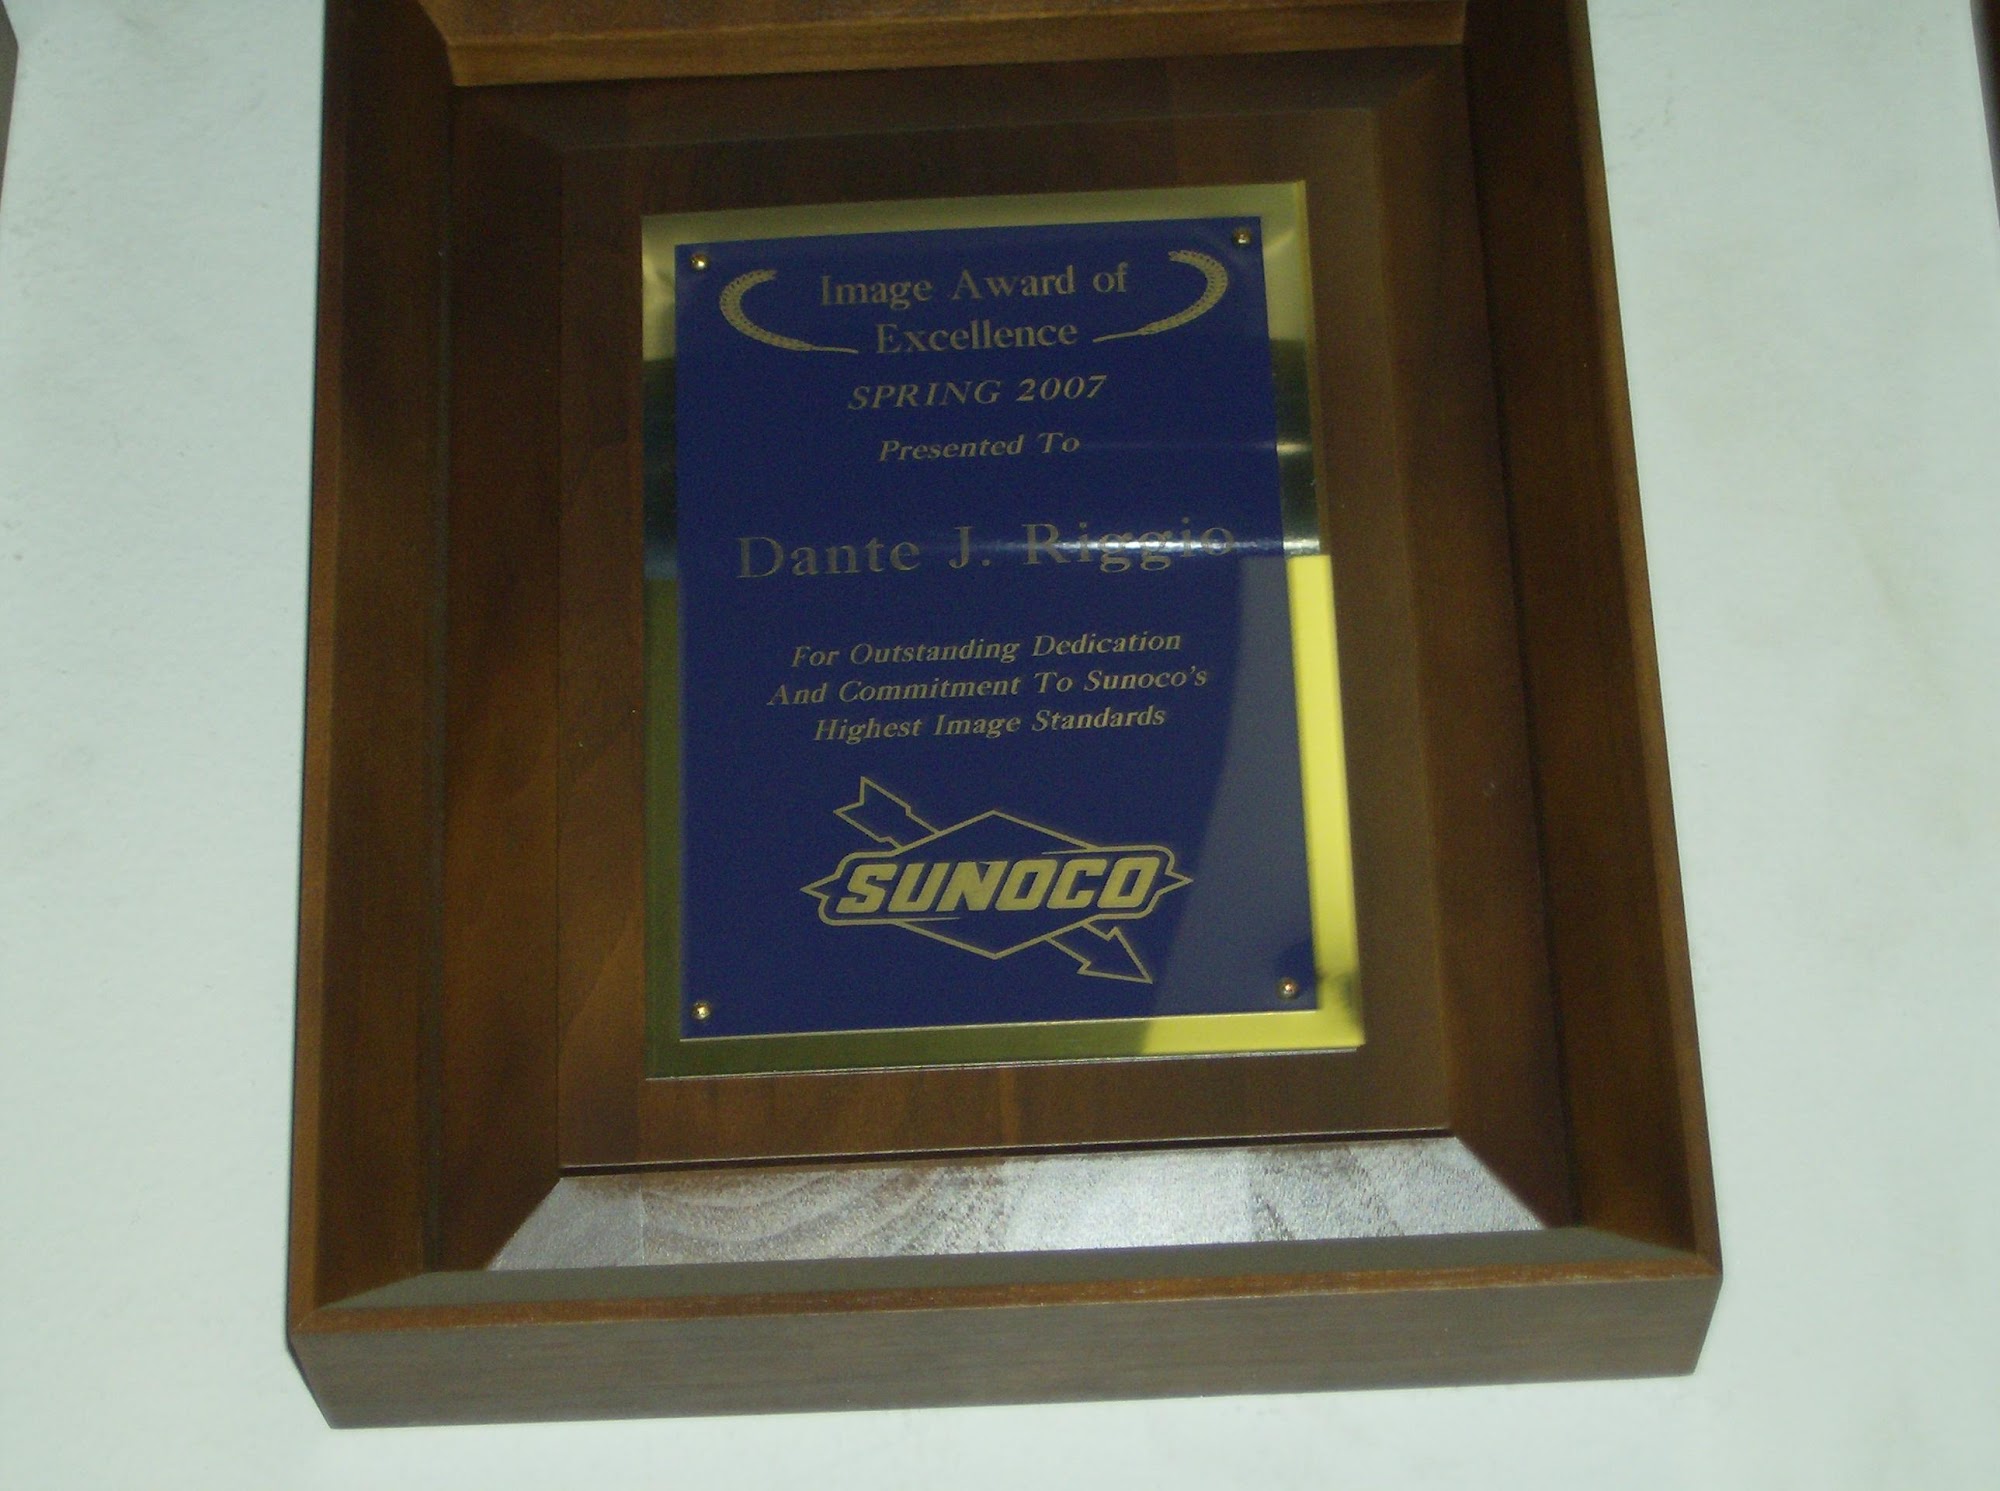 Image Award of
Excellence
SPRING 2007
Presented To
Dante J. Riggio
For Outstanding Dedication
And Commitment To Sunoco's
Highest Image Standards
SUNOCO